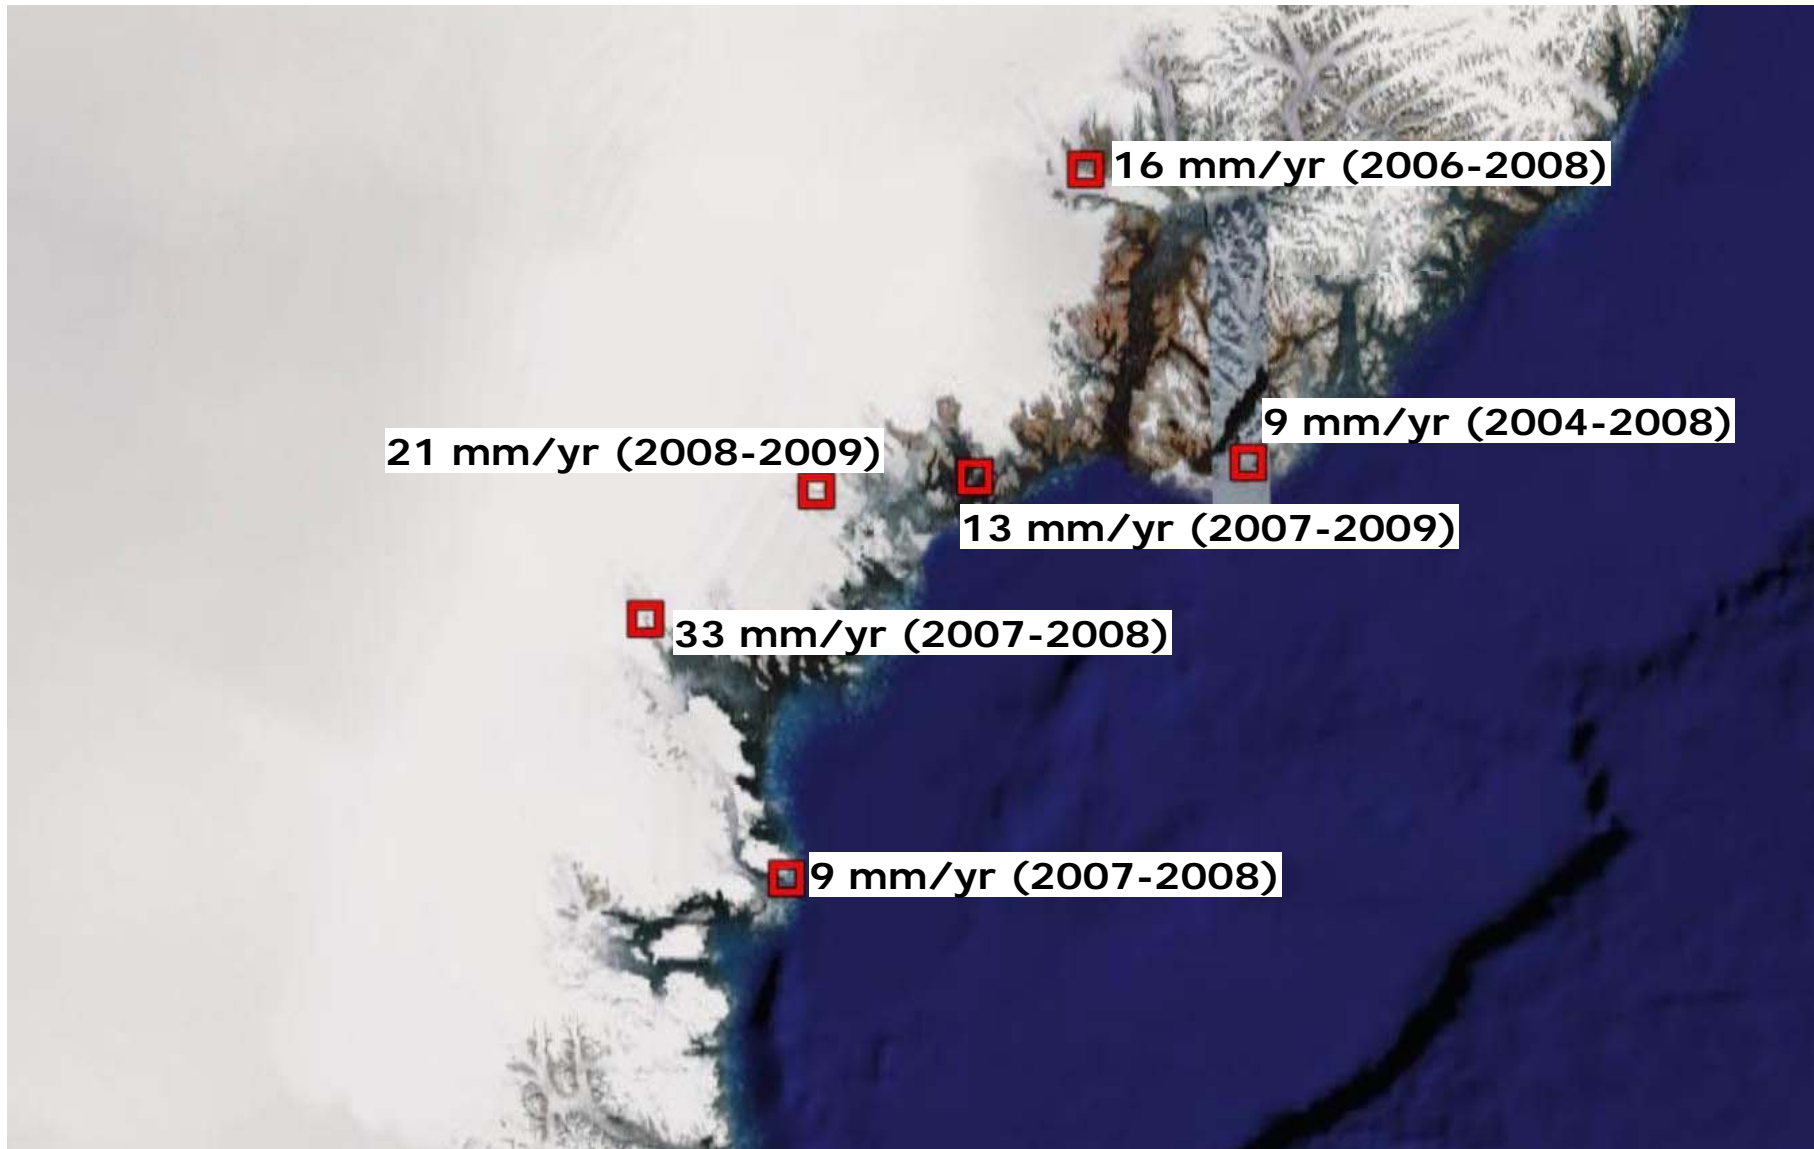 16 mm/yr (2006-2008)
9 mm/yr (2004-2008)
21 mm/yr (2008-2009)
13 mm/yr (2007-2009)
33 mm/yr (2007-2008)
9 mm/yr (2007-2008)